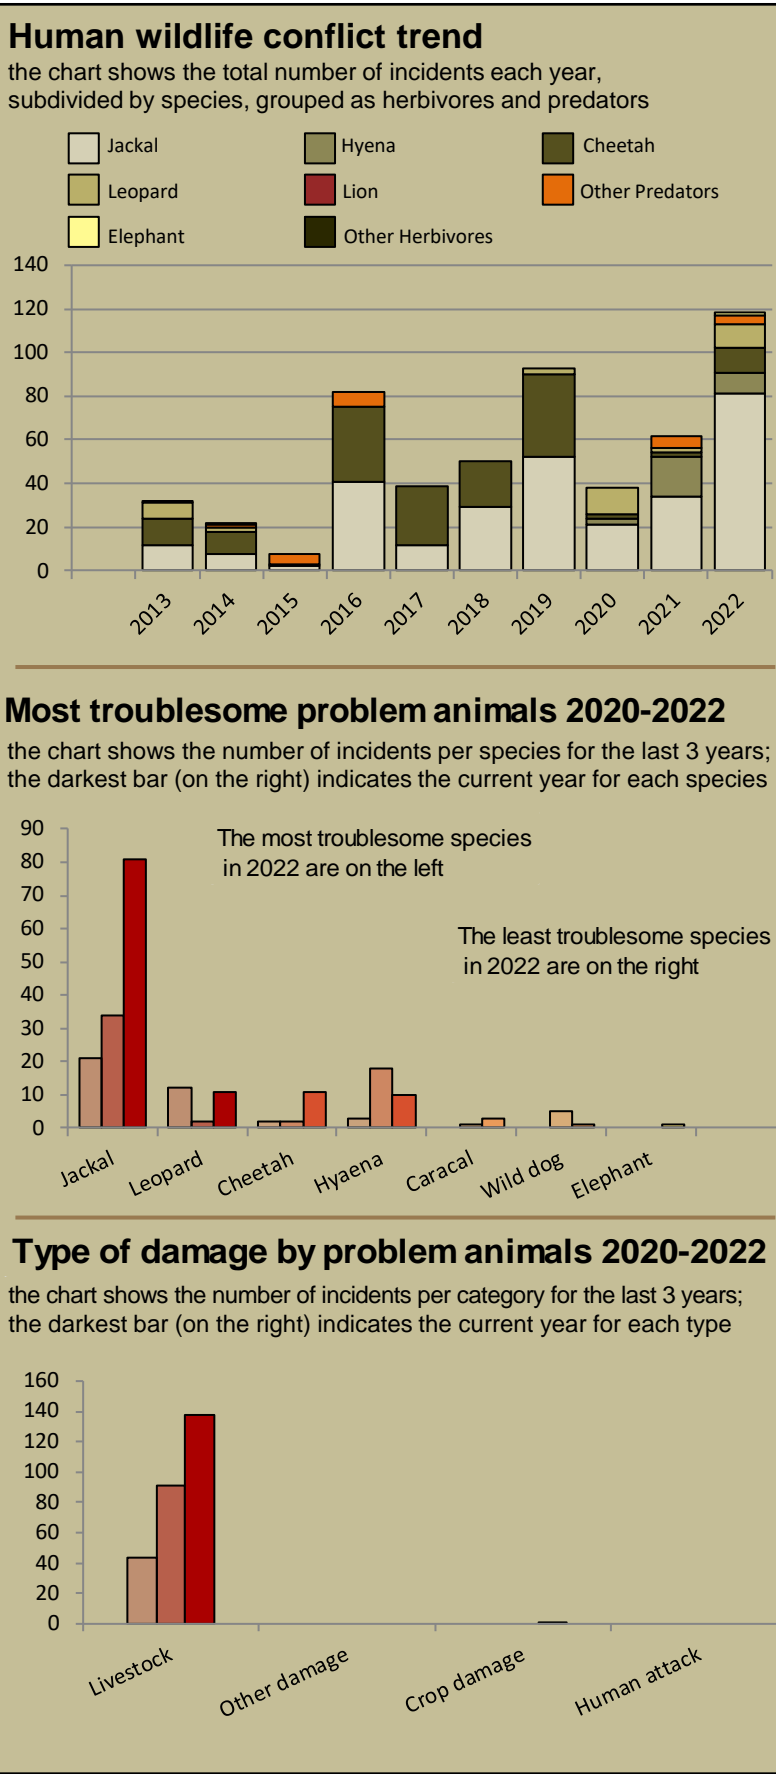 Human wildlife conflict trend
the chart shows the total number of incidents each year,
subdivided by species, grouped as herbivores and predators
Jackal Hyena Cheetah
Leopard Lion Other Predators
Elephant Other Herbivores
140
120
100
80
60
40
20
0
2013 2014 2015 2016 2017 2018 2019 2020 2021 2022
Most troublesome problem animals 2020-2022
the chart shows the number of incidents per species for the last 3 years;
the darkest bar (on the right) indicates the current year for each species
90
80
70
60
50
40
30
20
10
0
The most troublesome species
in 2022 are on the left
The least troublesome species
in 2022 are on the right
Jackal Leopard Cheetah Hyaena Caracal Wild dog Elephant
Type of damage by problem animals 2020-2022
the chart shows the number of incidents per category for the last 3 years;
the darkest bar (on the right) indicates the current year for each type
160
140
120
100
80
60
40
20
0
Livestock Other damage Crop damage Human attack